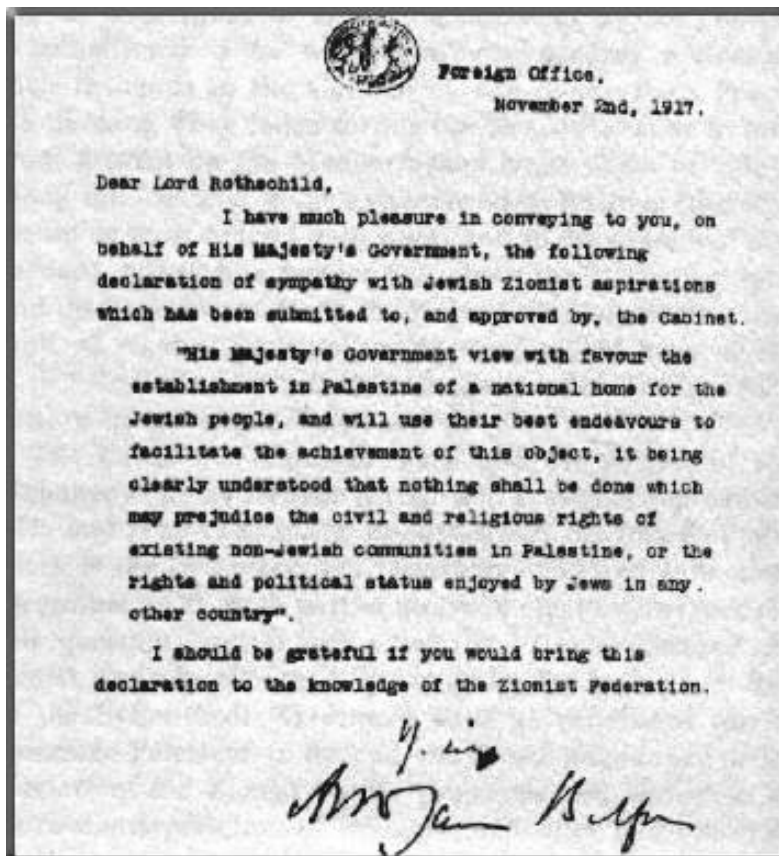 Foreign Office,
November 2nd, 1917.
Dear Lord Rothschild,
I have much pleasure in conveying to you, on
behalf of His Majesty's Government, the following
declaration of sympathy with Jewish Zionist aspirations
which has been submitted to, and approved by, the Cabinet.
"His Majesty's Government view with favour the
establishment in Palestine of a national home for the
Jewish people, and will use their best endeavours to
facilitate the achievement of this object, it being
clearly understood that nothing shall be done which
may prejudice the civil and religious rights of
existing non-Jewish communities in Palestine, or the
rights and political status enjoyed by Jews in any
other country".
I should be grateful if you would bring this
declaration to the knowledge of the Zionist Federation.